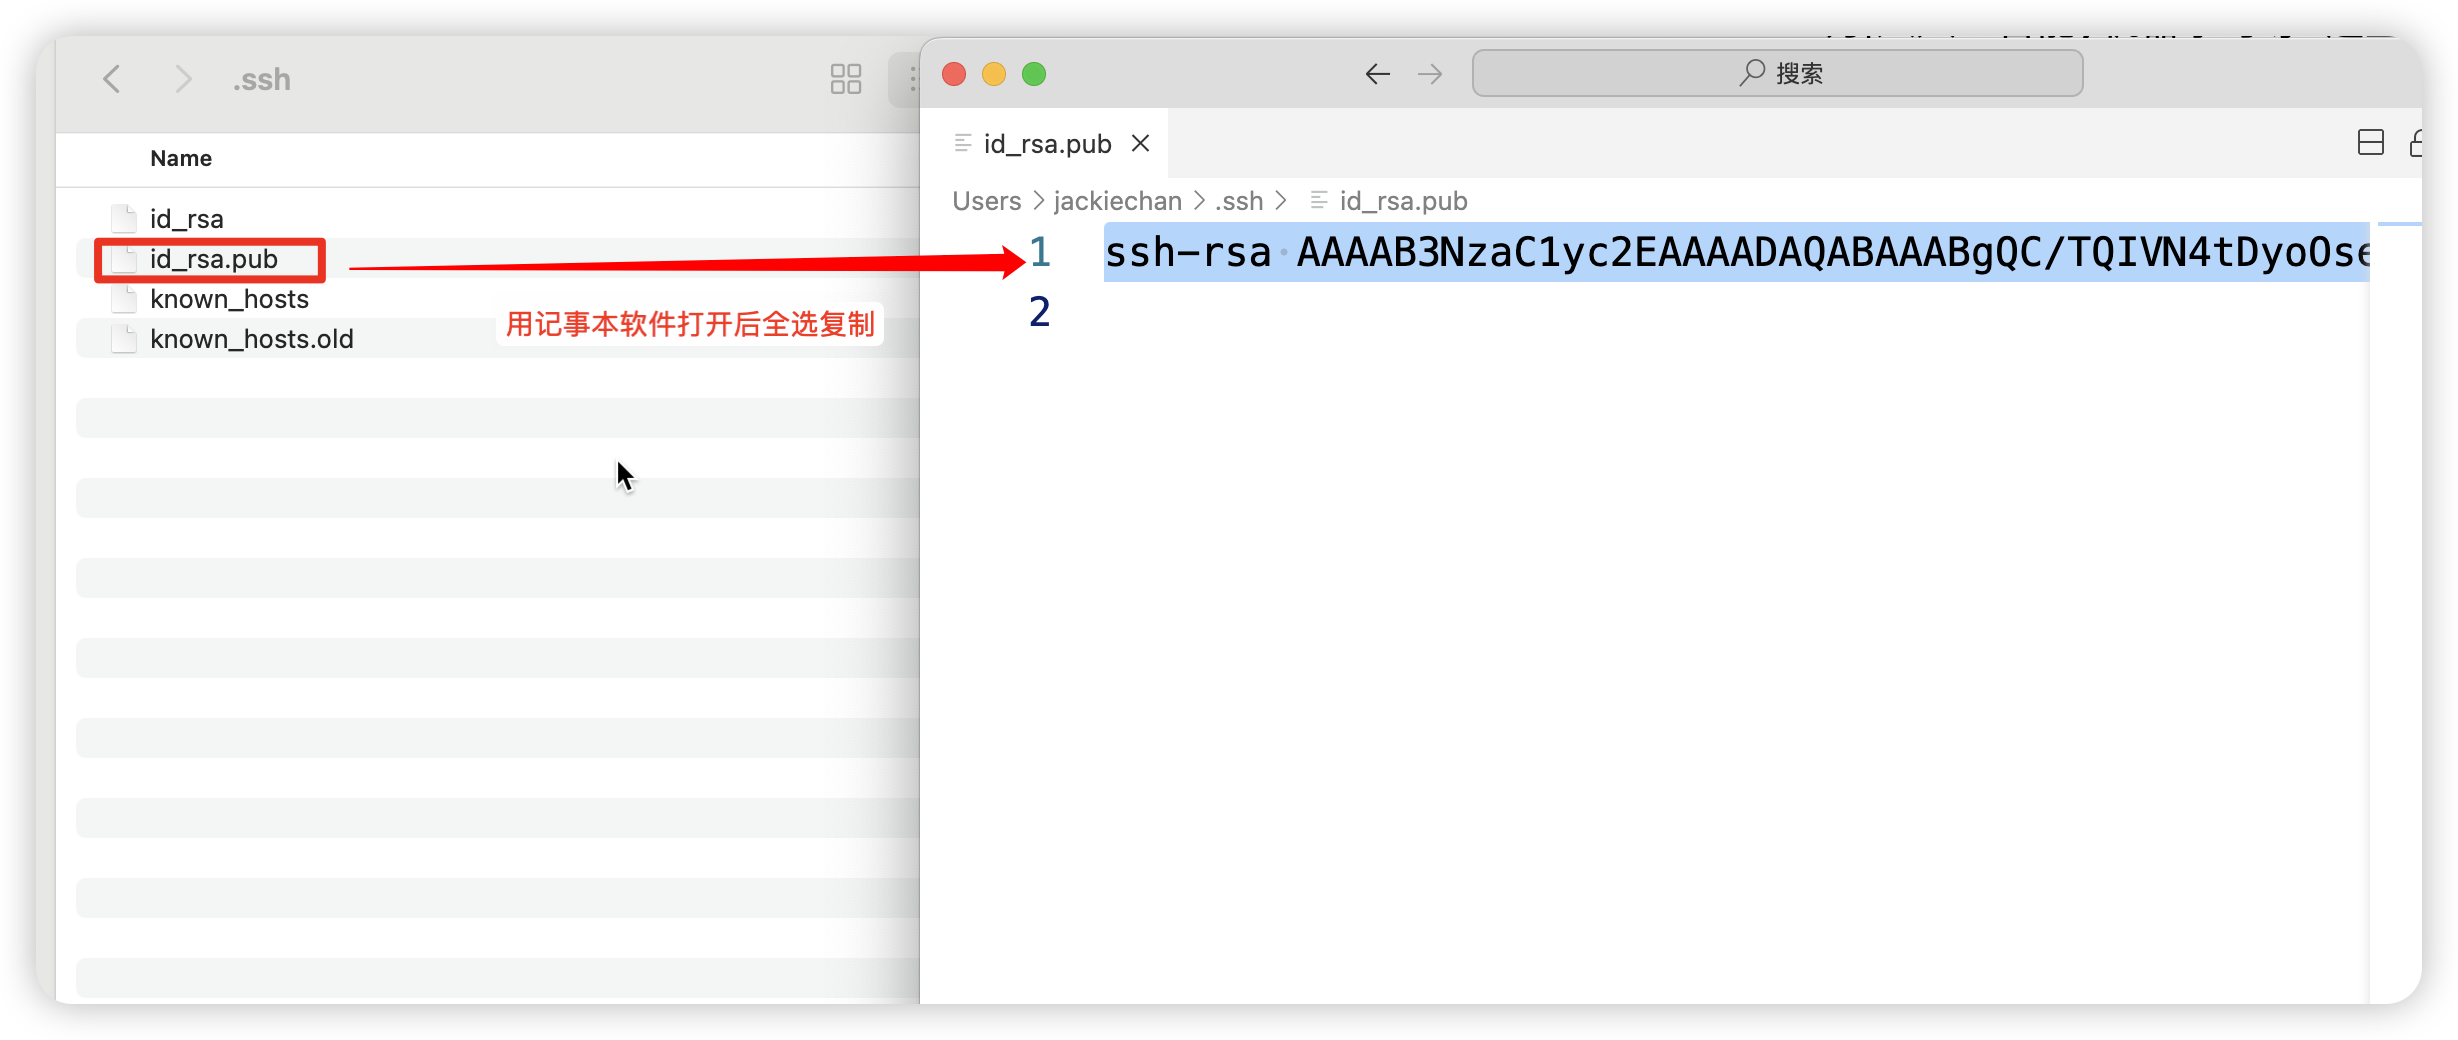 .ssh
Name
id_rsa
id_rsa.pub
known_hosts
known_hosts.old
用记事本软件打开后全选复制
搜索
id_rsa.pub
Users > jackiechan > .ssh > id_rsa.pub
1 ssh-rsa AAAAB3NzaC1yc2EAAAADAQABAAABgQC/TQIVN4tDyoOse
2